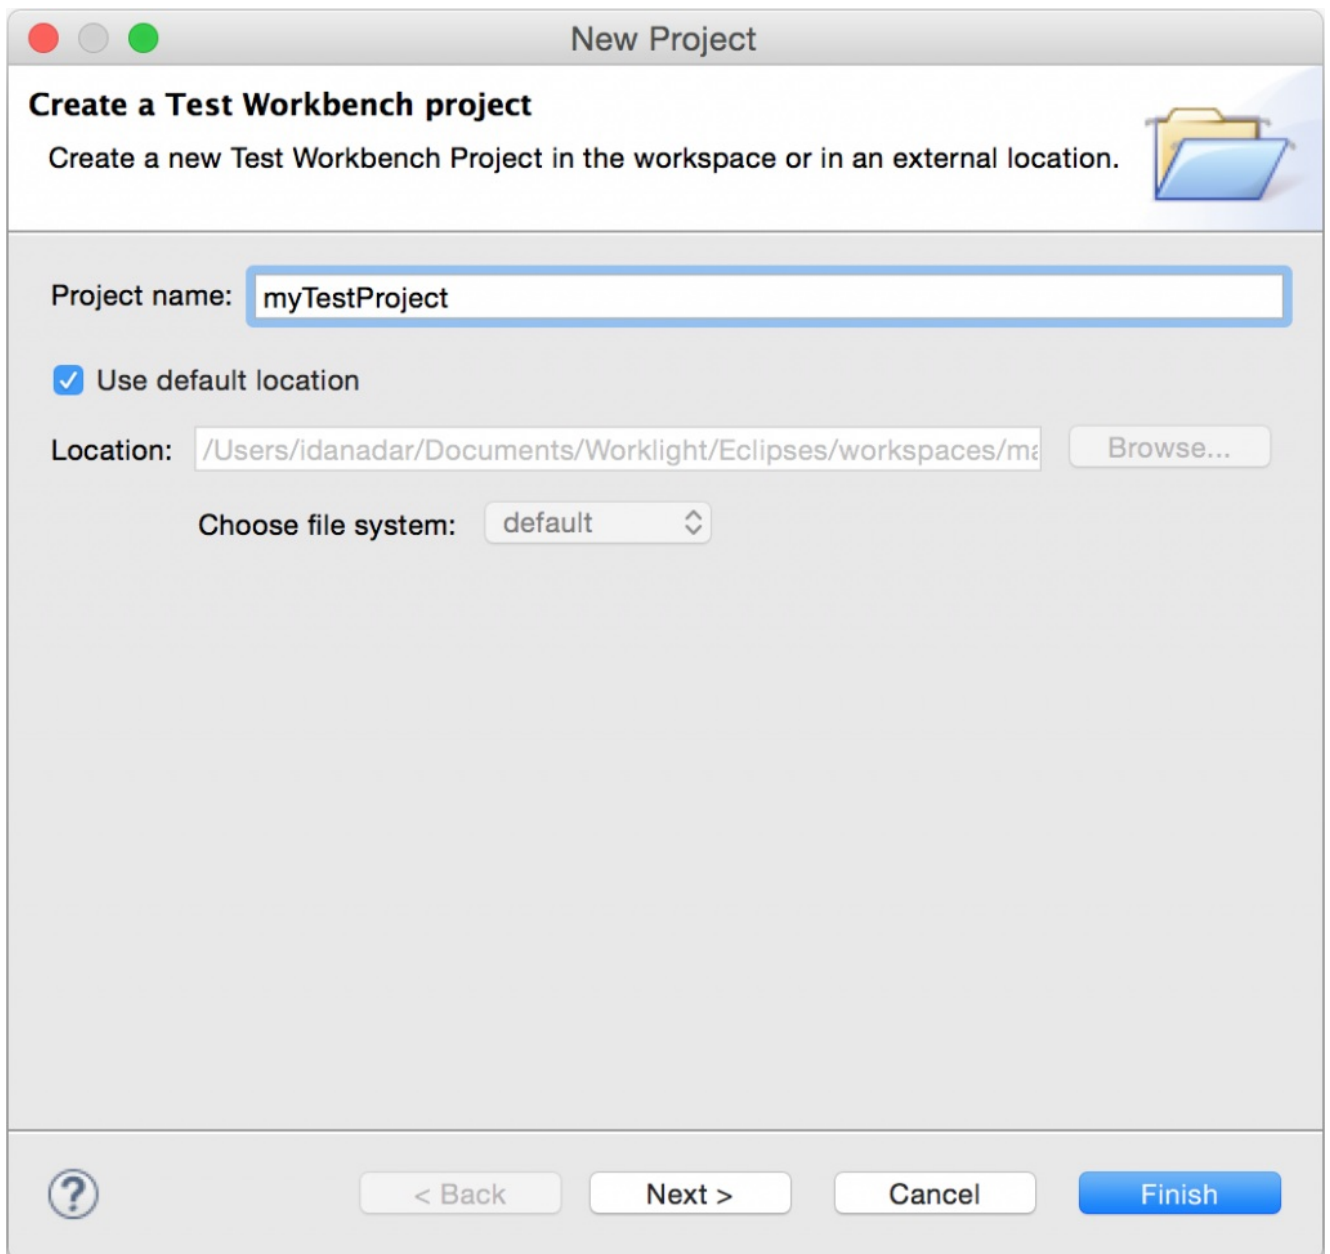 New Project
Create a Test Workbench project
Create a new Test Workbench Project in the workspace or in an external location.
Project name: myTestProject
Use default location
Location: /Users/idanadar/Documents/Worklight/Eclipses/workspaces/ma Browse...
Choose file system: default
? < Back Next > Cancel Finish